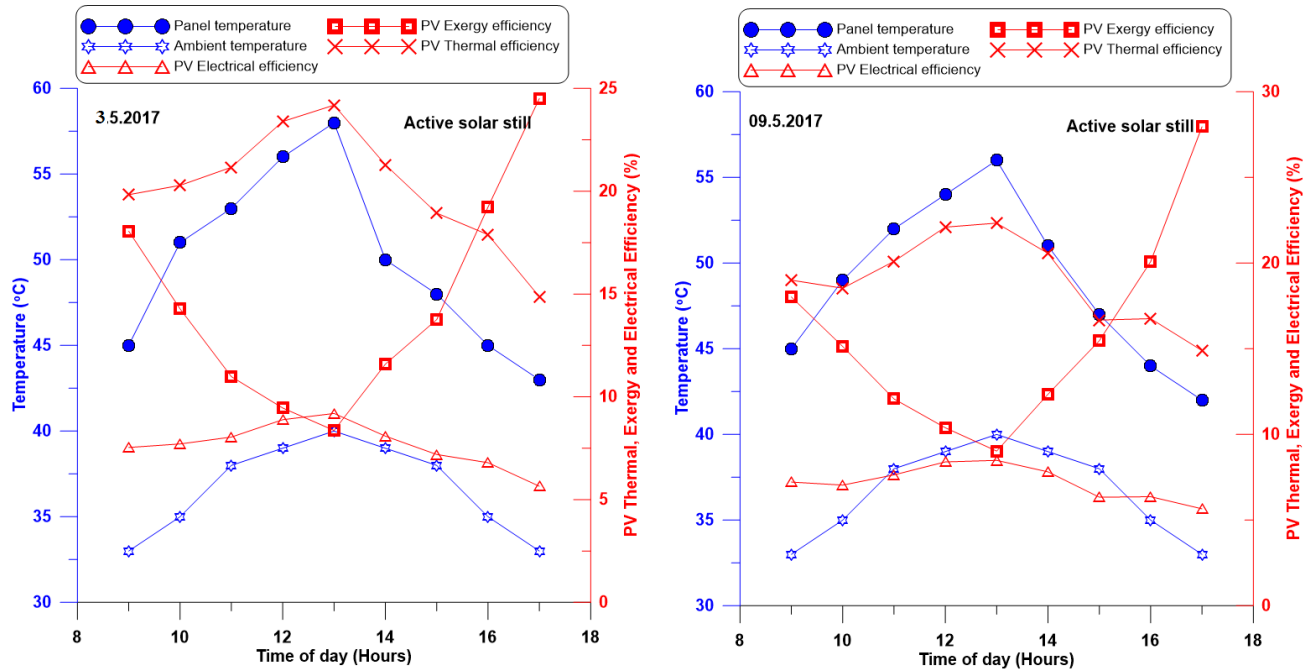 Panel temperature
PV Exergy efficiency
Ambient temperature
PV Thermal efficiency
PV Electrical efficiency
3.5.2017
Active solar still
60
55
50
45
40
35
30
Temperature (°C)
25
20
15
10
5
0
PV Thermal, Exergy and Electrical Efficiency (%)
8
10
12
14
16
18
Time of day (Hours)
Panel temperature
PV Exergy efficiency
Ambient temperature
PV Thermal efficiency
PV Electrical efficiency
09.5.2017
Active solar still
60
55
50
45
40
35
30
Temperature (°C)
30
20
10
0
PV Thermal, Exergy and Electrical Efficiency (%)
8
10
12
14
16
18
Time of day (Hours)